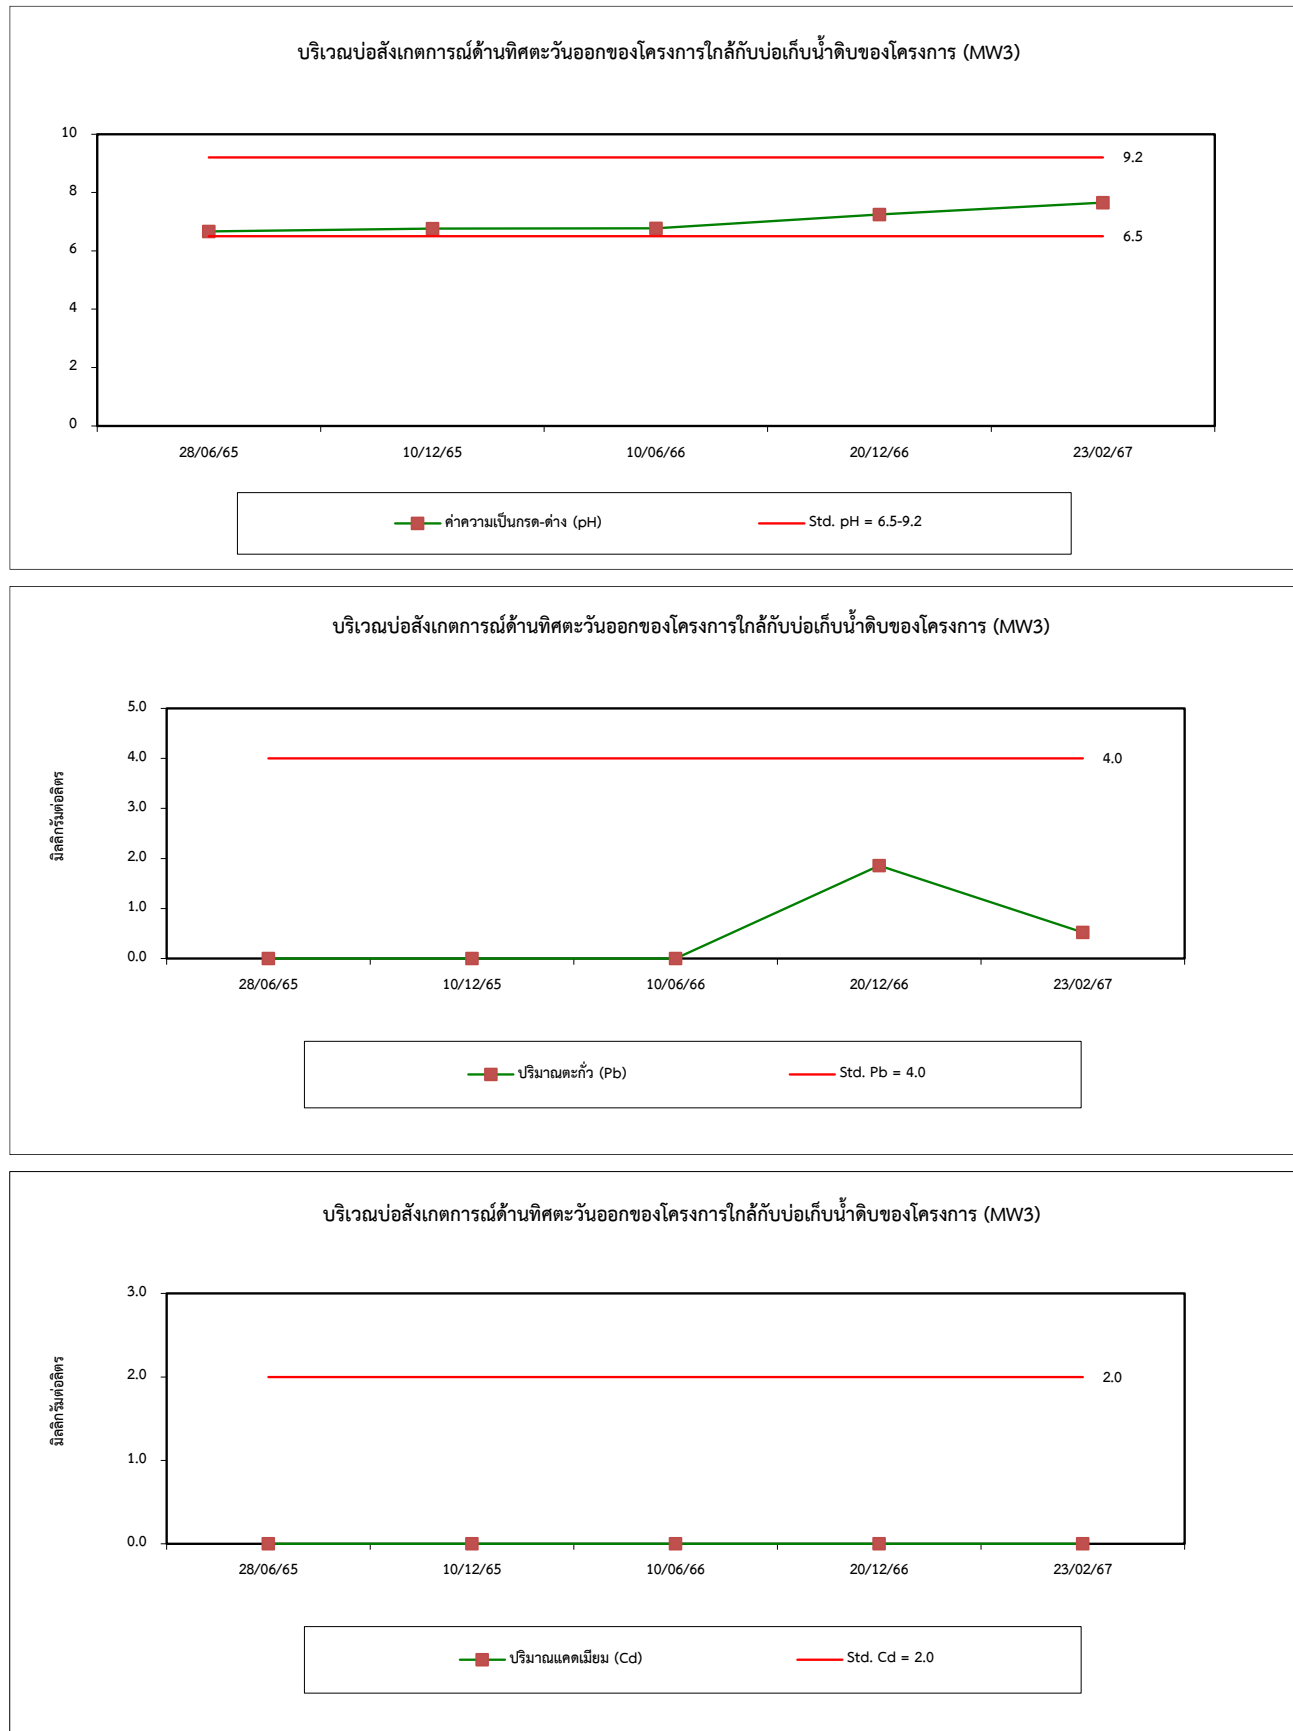 บริเวณบ่อสังเกตการณ์ด้านทิศตะวันออกของโครงการใกล้กับบ่อเก็บน้ำดิบของโครงการ (MW3)
10
8
6
4
2
0
9.2
6.5
28/06/65 10/12/65 10/06/66 20/12/66 23/02/67
ค่าความเป็นกรด-ด่าง (pH) Std. pH = 6.5-9.2
บริเวณบ่อสังเกตการณ์ด้านทิศตะวันออกของโครงการใกล้กับบ่อเก็บน้ำดิบของโครงการ (MW3)
มิลลิกรัมต่อลิตร
5.0
4.0
3.0
2.0
1.0
0.0
4.0
28/06/65 10/12/65 10/06/66 20/12/66 23/02/67
ปริมาณตะกั่ว (Pb) Std. Pb = 4.0
บริเวณบ่อสังเกตการณ์ด้านทิศตะวันออกของโครงการใกล้กับบ่อเก็บน้ำดิบของโครงการ (MW3)
มิลลิกรัมต่อลิตร
3.0
2.0
1.0
0.0
2.0
28/06/65 10/12/65 10/06/66 20/12/66 23/02/67
ปริมาณแคดเมียม (Cd) Std. Cd = 2.0